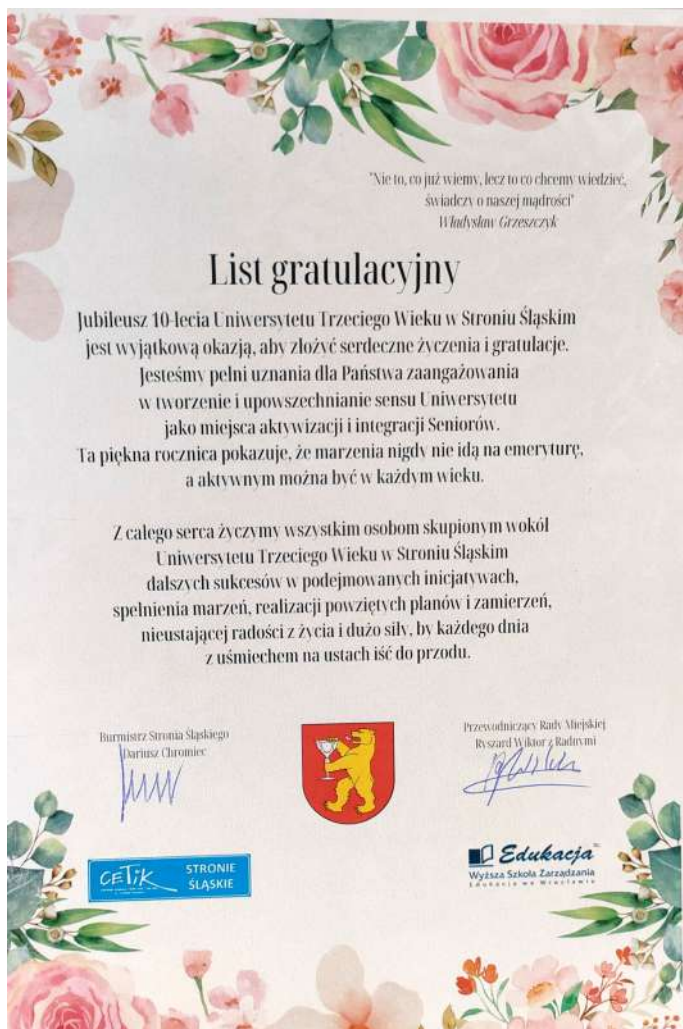 "Nie to, co już wiemy, lecz to co chcemy wiedzieć,
świadczy o naszej mądrości"
Władysław Grzeszczyk
List gratulacyjny
Jubileusz 10-lecia Uniwersytetu Trzeciego Wieku w Stroniu Śląskim
jest wyjątkową okazją, aby złożyć serdeczne życzenia i gratulacje.
Jesteśmy pełni uznania dla Państwa zaangażowania
w tworzenie i upowszechnianie sensu Uniwersytetu
jako miejsca aktywizacji i integracji Seniorów.
Ta piękna rocznica pokazuje, że marzenia nigdy nie idą na emeryturę,
a aktywnym można być w każdym wieku.
Z całego serca życzymy wszystkim osobom skupionym wokół
Uniwersytetu Trzeciego Wieku w Stroniu Śląskim
dalszych sukcesów w podejmowanych inicjatywach,
spełnienia marzeń, realizacji powziętych planów i zamierzeń,
nieustającej radości z życia i dużo siły, by każdego dnia
z uśmiechem na ustach iść do przodu.
Burmistrz Stronia Śląskiego
Dariusz Chromiec
Przewodniczący Rady Miejskiej
Ryszard Wiktor z Radnymi
CETiK
STRONIE
ŚLĄSKIE
Edukacja
Wyższa Szkoła Zarządzania
Edukacja we Wrocławiu